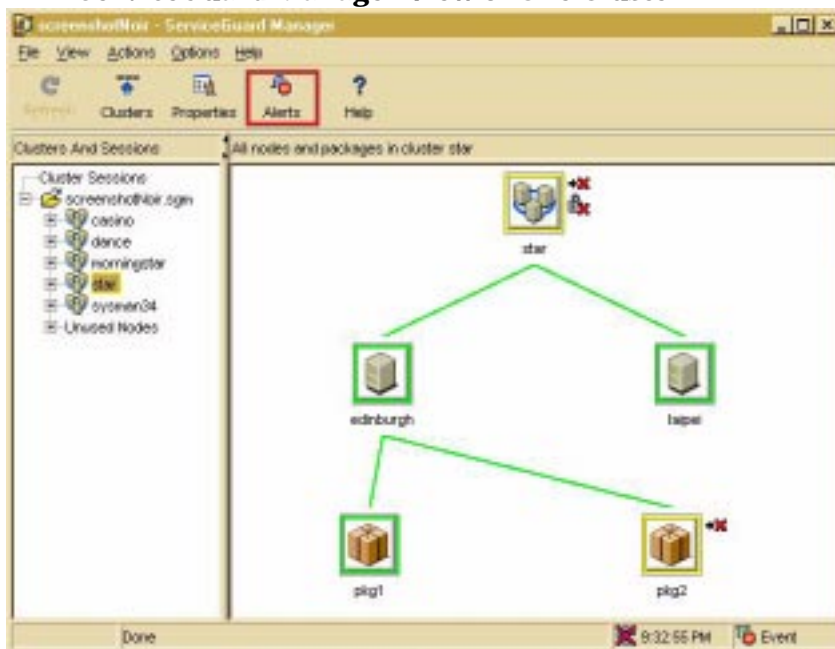 screenshotNoir - ServiceGuard Manager
File View Actions Options Help
Refresh Clusters Properties Alerts Help
Clusters And Sessions
All nodes and packages in cluster star
Cluster Sessions
screenshotNoir.sgm
casino
dance
morningstar
star
sysman34
Unused Nodes
star
edinburgh
taipei
pkg1
pkg2
Done
9:32:55 PM
Event